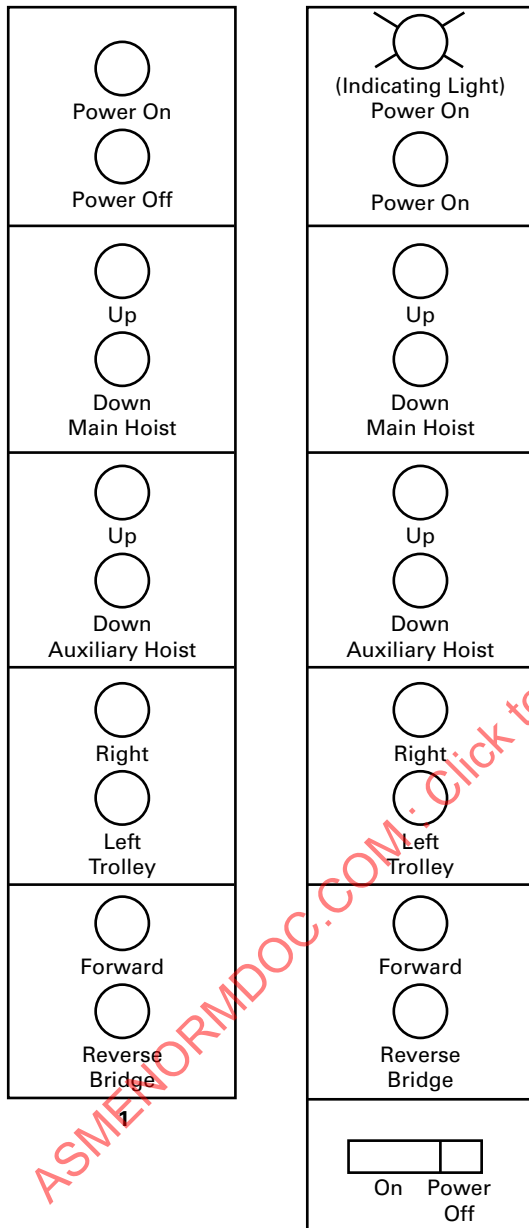 Power On
Power Off
Up
Down
Main Hoist
Up
Down
Auxiliary Hoist
Right
Left
Trolley
Forward
Reverse
Bridge
1
(Indicating Light)
Power On
Power On
Up
Down
Main Hoist
Up
Down
Auxiliary Hoist
Right
Left
Trolley
Forward
Reverse
Bridge
On Power
Off
ASMENORMDOC.COM : Click to